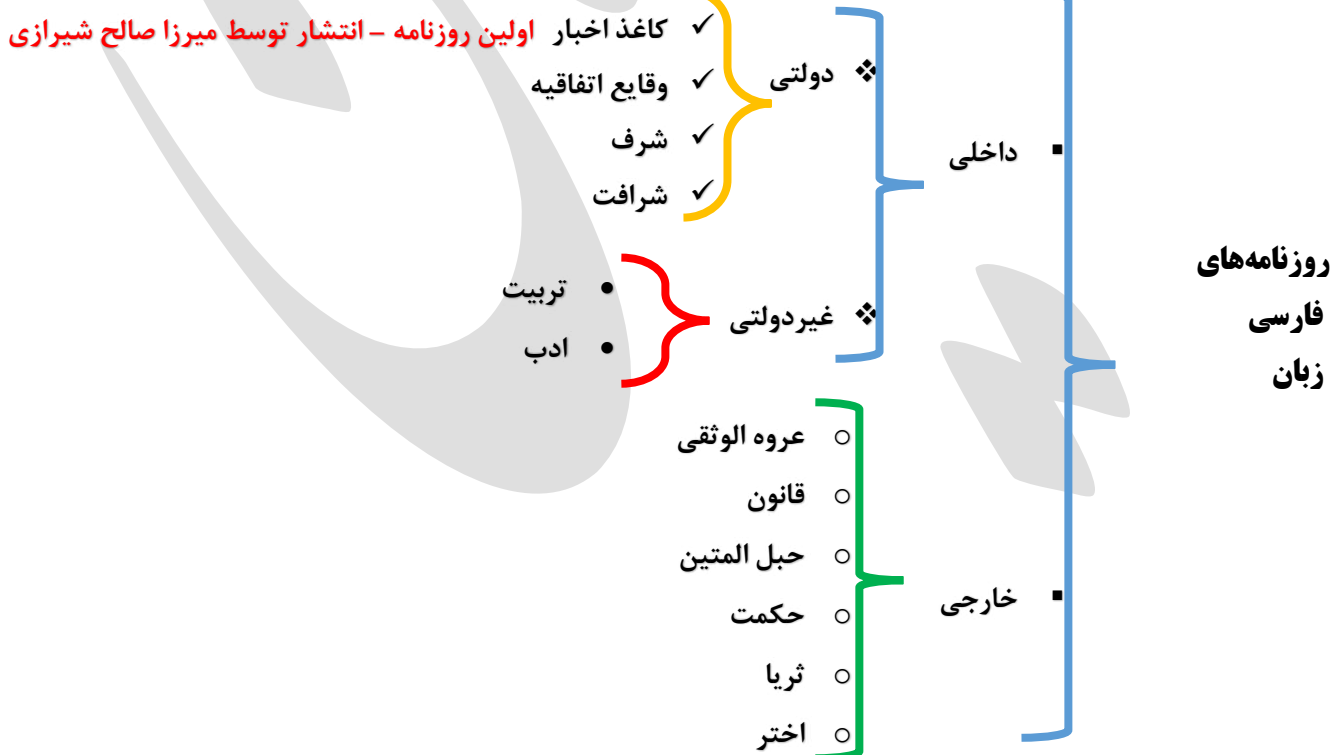 روزنامه‌های
فارسی
زبان
داخلی
دولتی
کاغذ اخبار اولین روزنامه – انتشار توسط میرزا صالح شیرازی
وقایع اتفاقیه
شرف
شرافت
غیردولتی
تربیت
ادب
خارجی
عروه الوثقی
قانون
حبل المتین
حکمت
ثریا
اختر